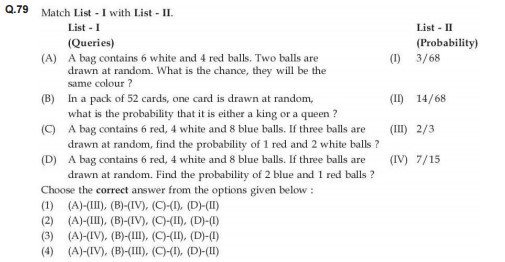 Q.79 Match List - I with List - II.
List - I List - II
(Queries) (Probability)
(A) A bag contains 6 white and 4 red balls. Two balls are (I) 3/68
drawn at random. What is the chance, they will be the
same colour ?
(B) In a pack of 52 cards, one card is drawn at random, (II) 14/68
what is the probability that it is either a king or a queen ?
(C) A bag contains 6 red, 4 white and 8 blue balls. If three balls are (III) 2/3
drawn at random, find the probability of 1 red and 2 white balls ?
(D) A bag contains 6 red, 4 white and 8 blue balls. If three balls are (IV) 7/15
drawn at random. Find the probability of 2 blue and 1 red balls ?
Choose the correct answer from the options given below :
(1) (A)-(III), (B)-(IV), (C)-(I), (D)-(II)
(2) (A)-(III), (B)-(IV), (C)-(II), (D)-(I)
(3) (A)-(IV), (B)-(III), (C)-(II), (D)-(I)
(4) (A)-(IV), (B)-(III), (C)-(I), (D)-(II)